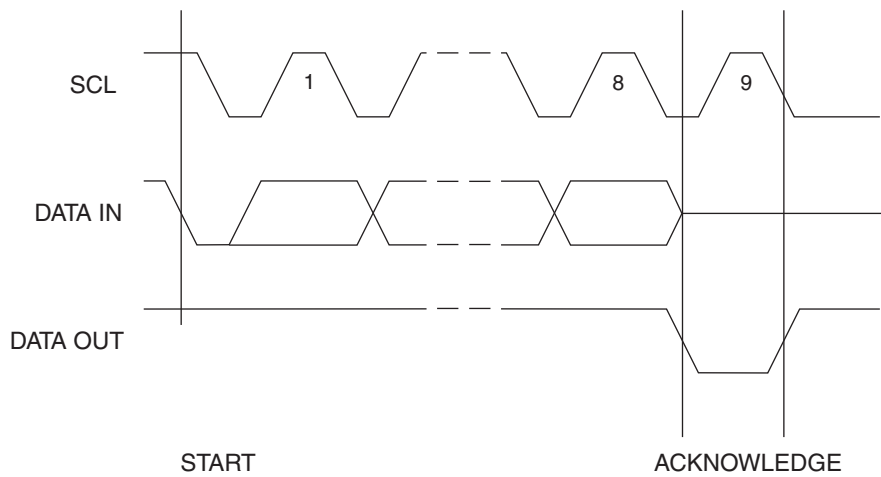 SCL
1
8
9
DATA IN
DATA OUT
START
ACKNOWLEDGE